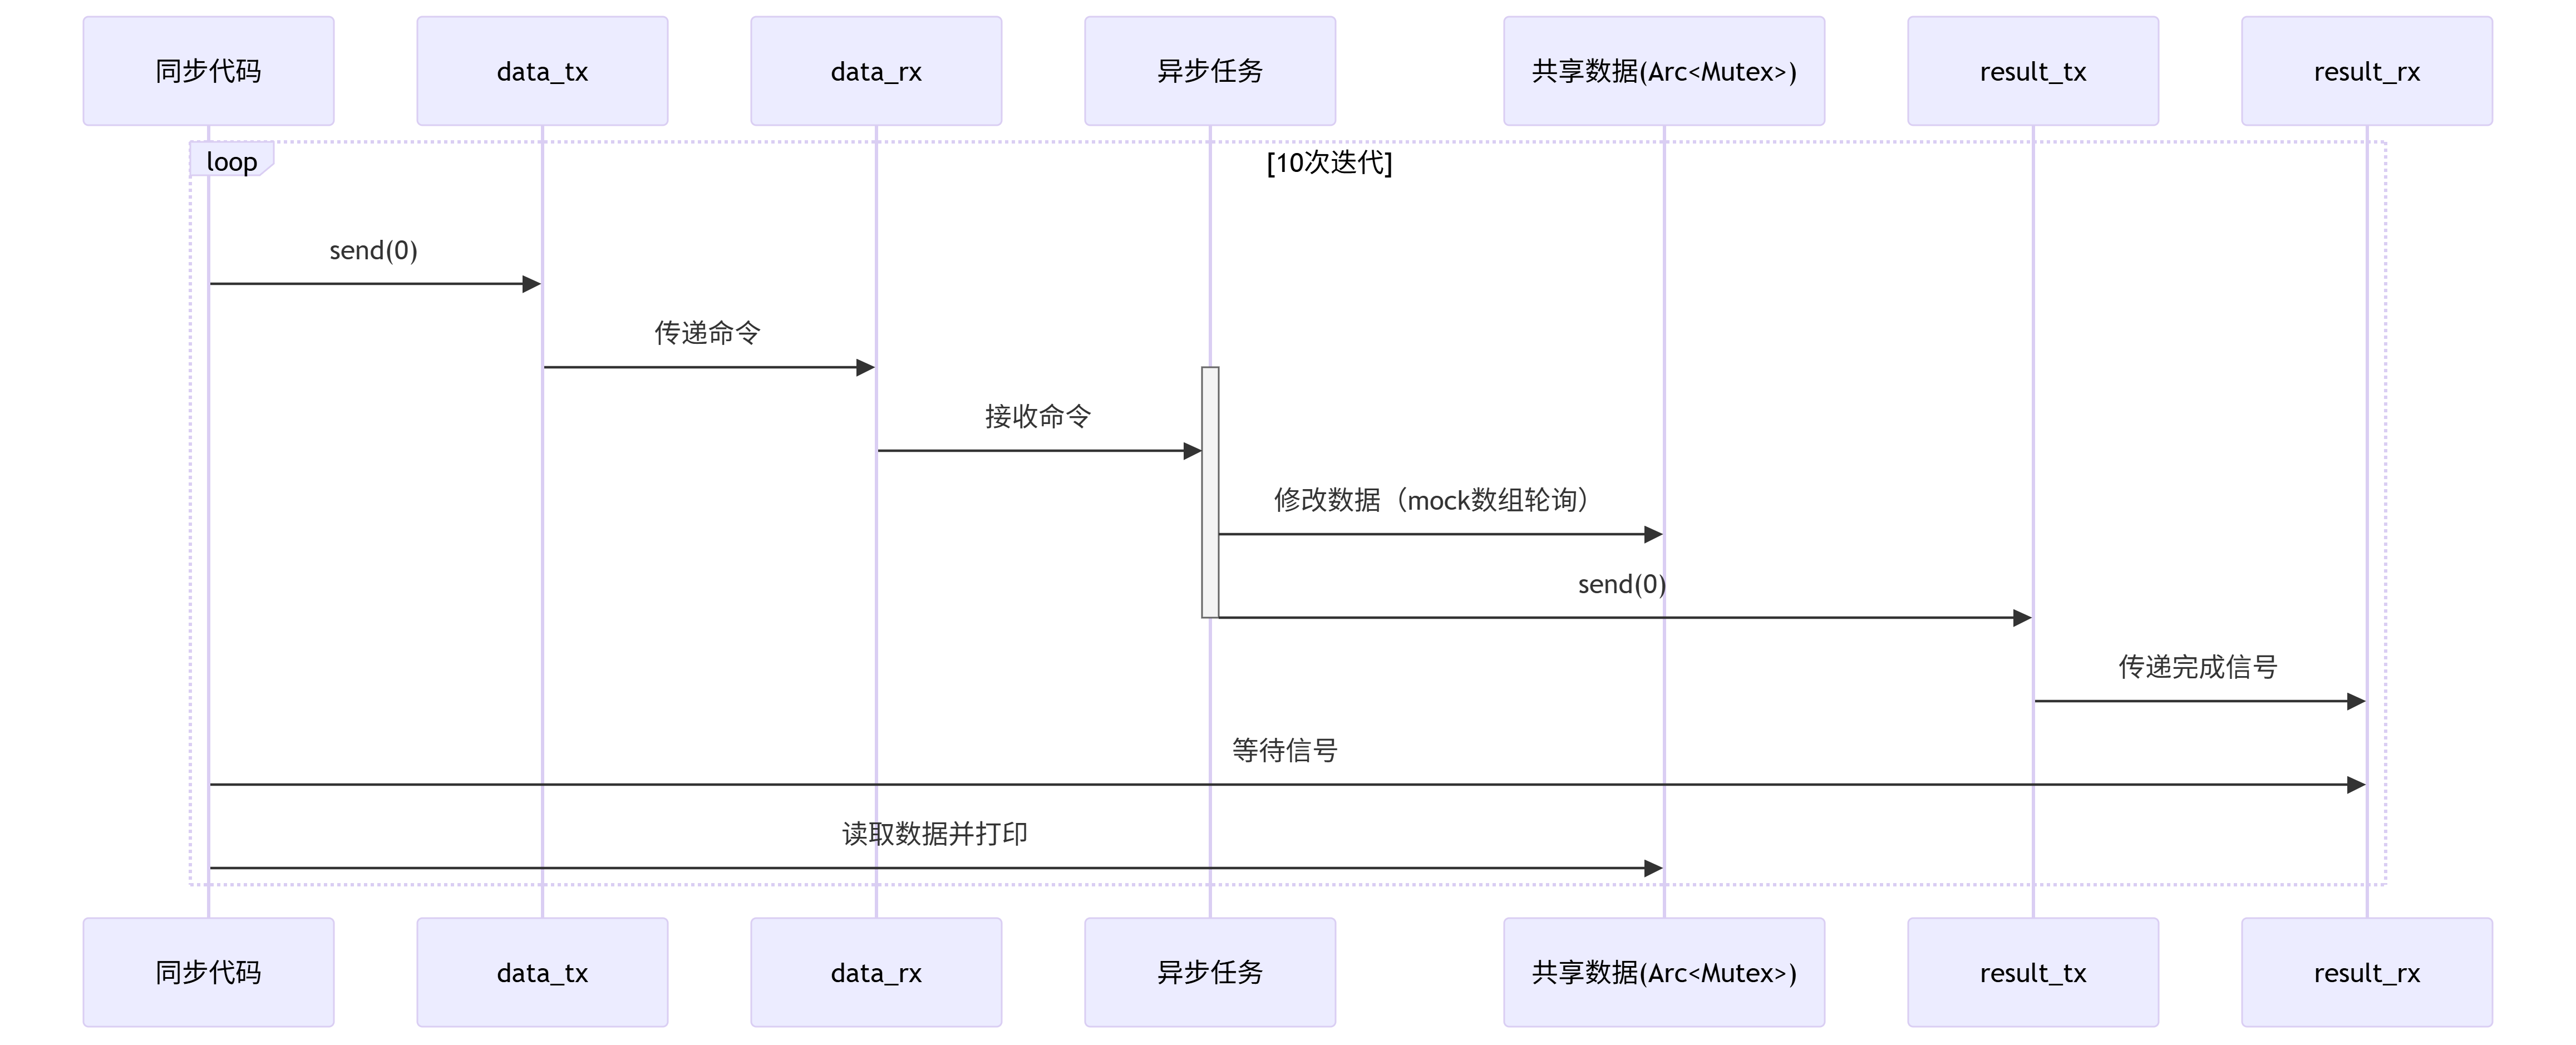 同步代码
data_tx
data_rx
异步任务
共享数据(Arc<Mutex>)
result_tx
result_rx
loop
[10次迭代]
send(0)
传递命令
接收命令
修改数据（mock数组轮询）
send(0)
传递完成信号
等待信号
读取数据并打印
同步代码
data_tx
data_rx
异步任务
共享数据(Arc<Mutex>)
result_tx
result_rx